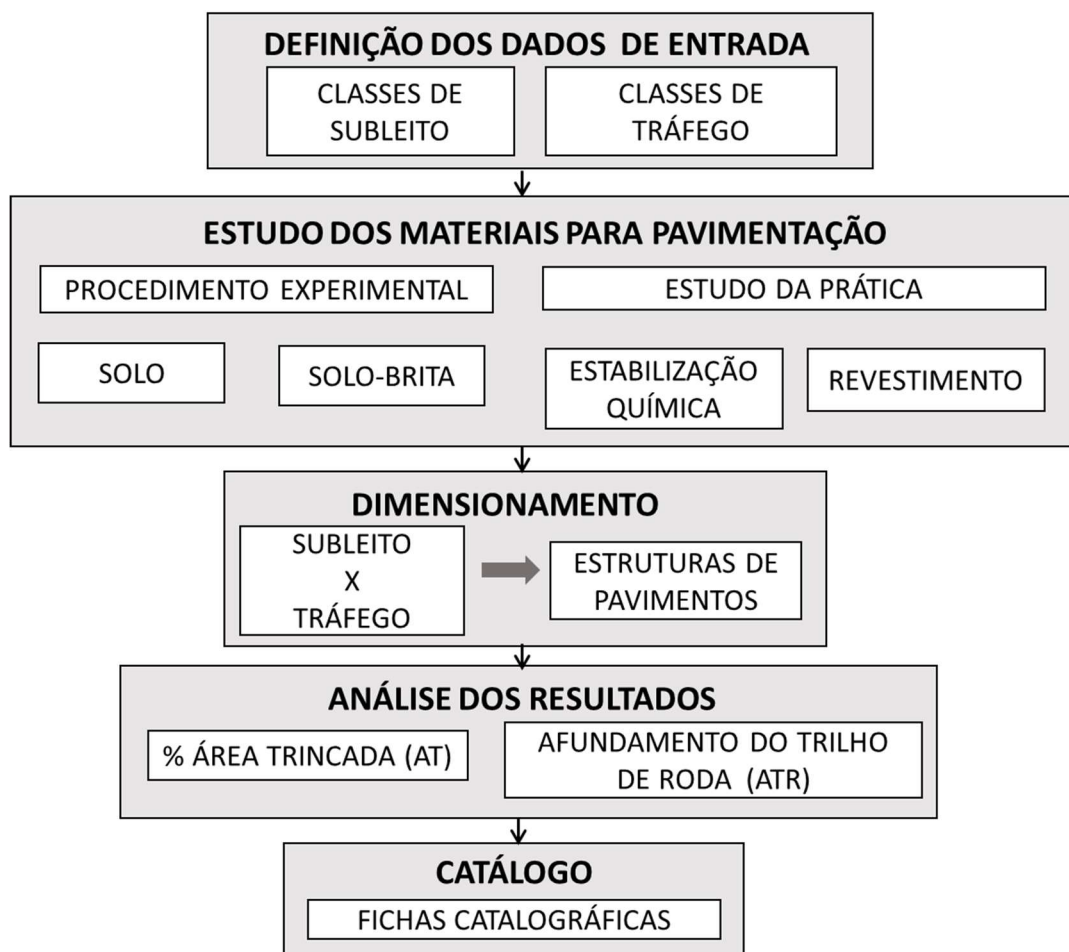 DEFINIÇÃO DOS DADOS DE ENTRADA
CLASSES DE
SUBLEITO
CLASSES DE
TRÁFEGO
ESTUDO DOS MATERIAIS PARA PAVIMENTAÇÃO
PROCEDIMENTO EXPERIMENTAL
ESTUDO DA PRÁTICA
SOLO
SOLO-BRITA
ESTABILIZAÇÃO
QUÍMICA
REVESTIMENTO
DIMENSIONAMENTO
SUBLEITO
X
TRÁFEGO
ESTRUTURAS DE
PAVIMENTOS
ANÁLISE DOS RESULTADOS
% ÁREA TRINCADA (AT)
AFUNDAMENTO DO TRILHO
DE RODA (ATR)
CATÁLOGO
FICHAS CATALOGRÁFICAS